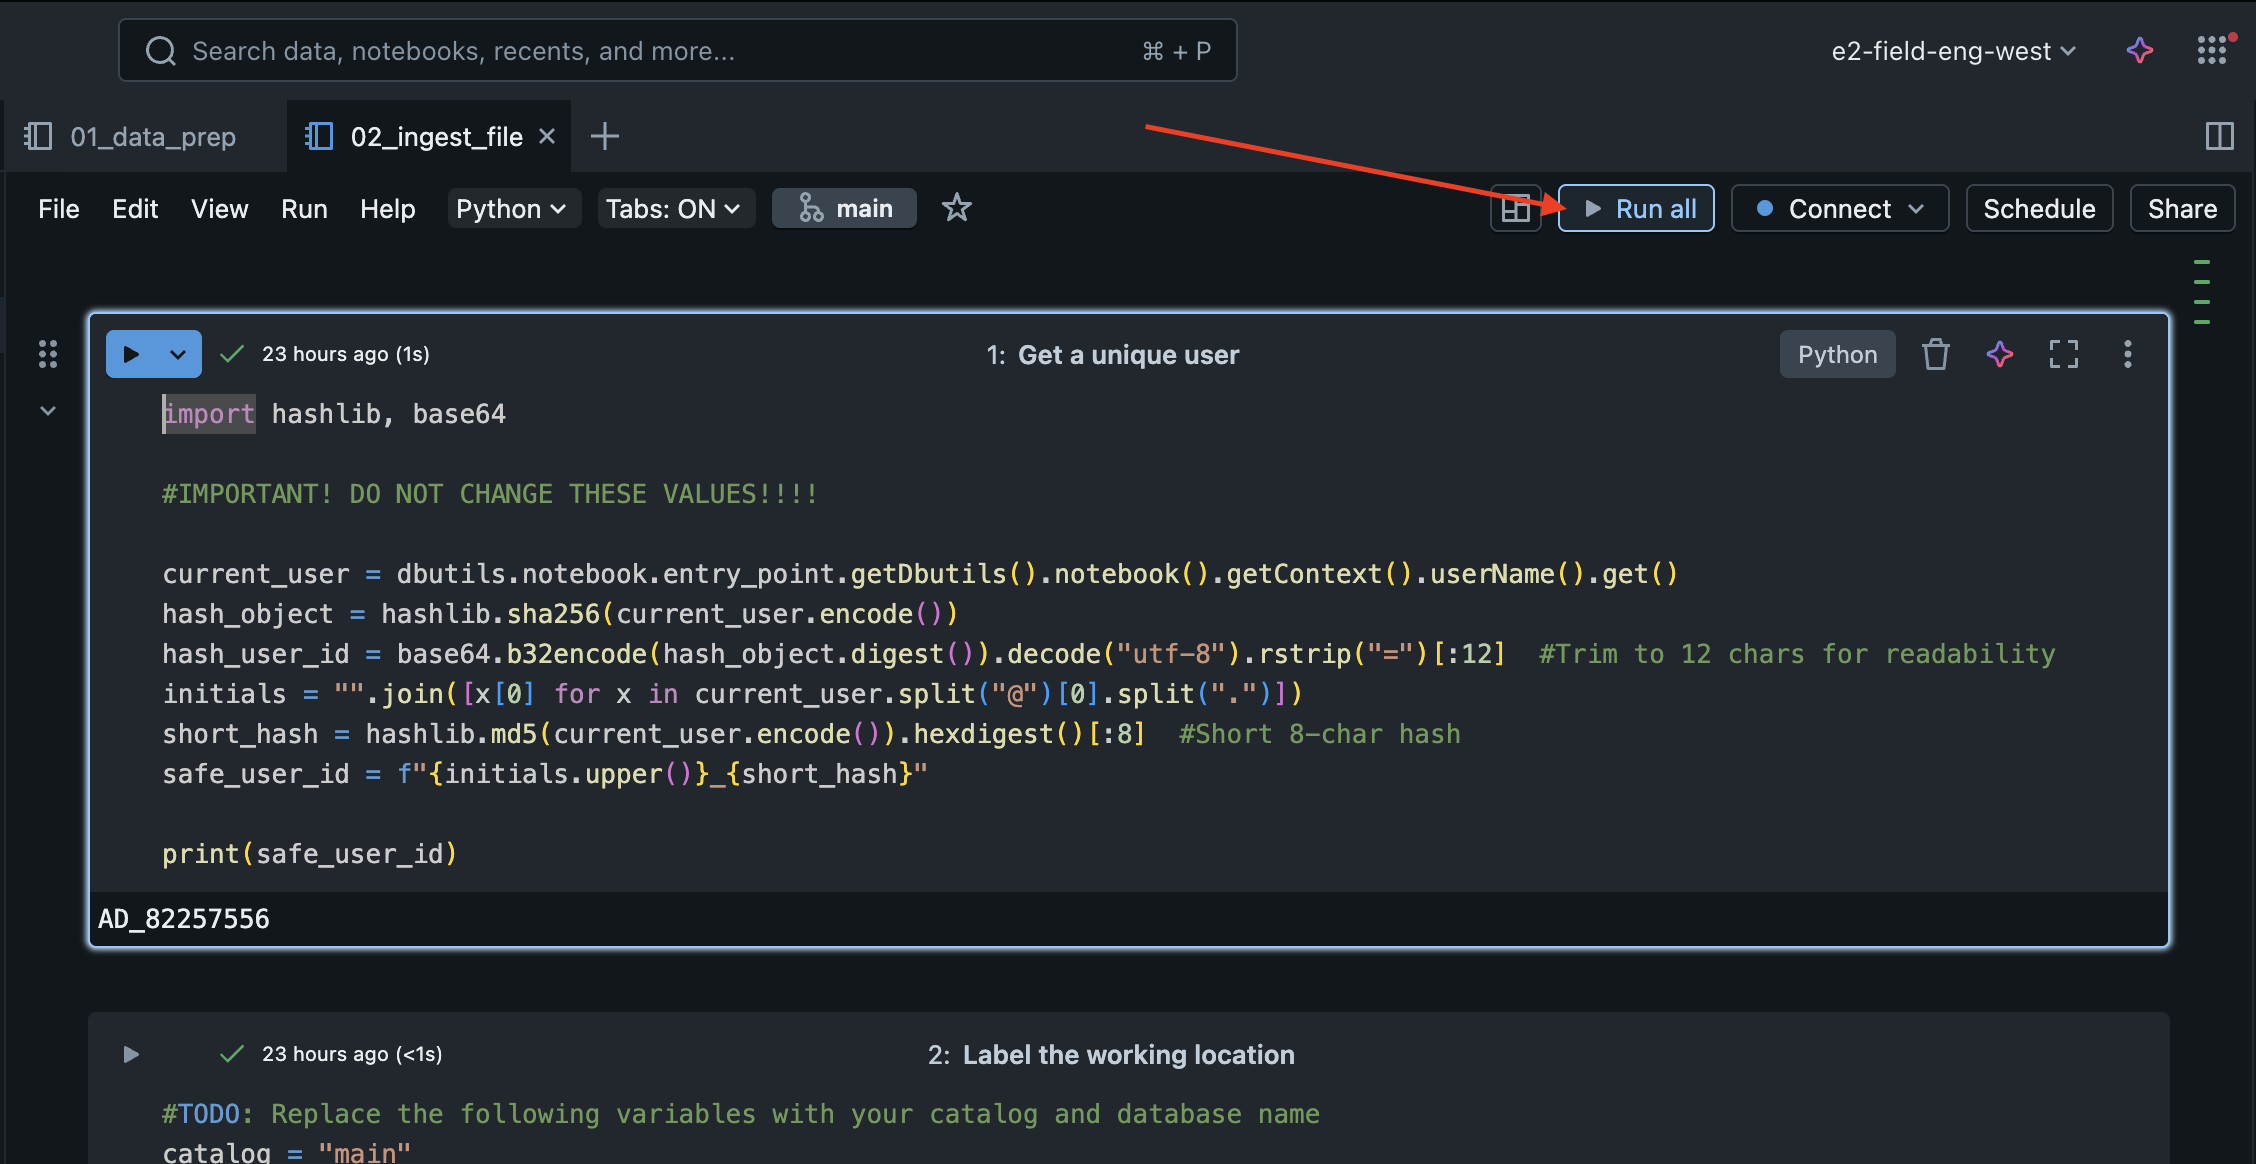 Search data, notebooks, recents, and more... ⌘ + P
e2-field-eng-west
01_data_prep
02_ingest_file
File Edit View Run Help Python Tabs: ON main Run all Connect Schedule Share
23 hours ago (1s) 1: Get a unique user Python
import hashlib, base64
#IMPORTANT! DO NOT CHANGE THESE VALUES!!!!
current_user = dbutils.notebook.entry_point.getDbutils().notebook().getContext().userName().get()
hash_object = hashlib.sha256(current_user.encode())
hash_user_id = base64.b32encode(hash_object.digest()).decode("utf-8").rstrip("=")[:12]  #Trim to 12 chars for readability
initials = "".join([x[0] for x in current_user.split("@")[0].split(".")])
short_hash = hashlib.md5(current_user.encode()).hexdigest()[:8]  #Short 8-char hash
safe_user_id = f"{initials.upper()}_{short_hash}"
print(safe_user_id)
AD_82257556
23 hours ago (<1s) 2: Label the working location
#TODO: Replace the following variables with your catalog and database name
catalog = "main"